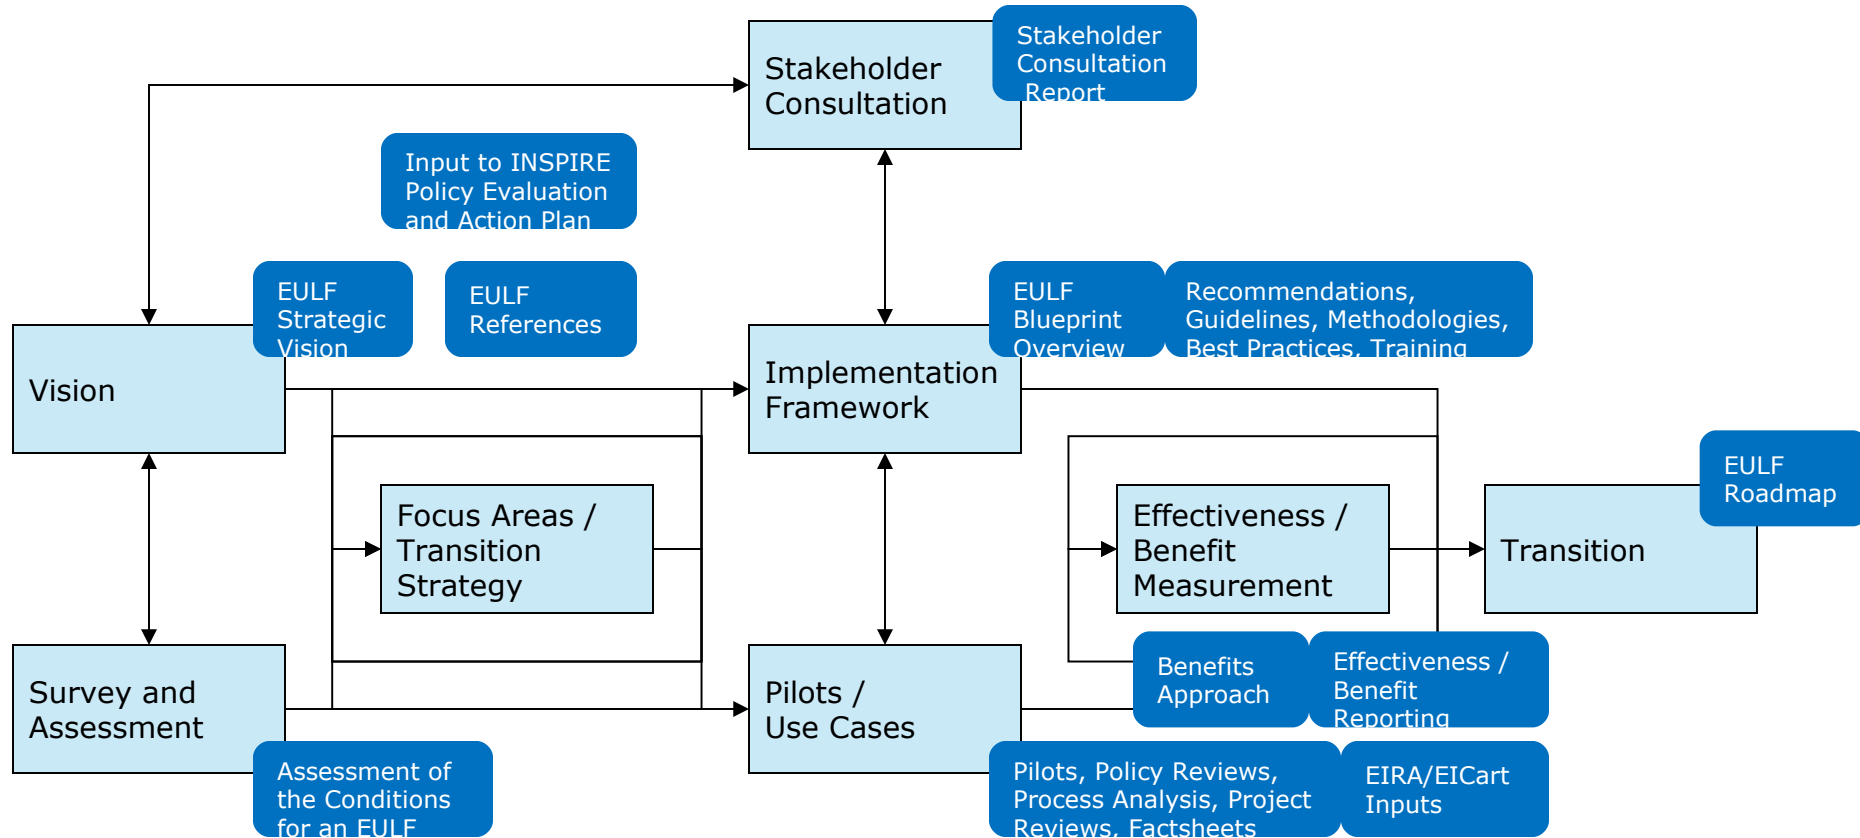 Stakeholder
Consultation
Stakeholder
Consultation
Report
Input to INSPIRE
Policy Evaluation
and Action Plan
EULF
Strategic
Vision
EULF
References
EULF
Blueprint
Overview
Recommendations,
Guidelines, Methodologies,
Best Practices, Training
Vision
Implementation
Framework
EULF
Roadmap
Focus Areas /
Transition
Strategy
Effectiveness /
Benefit
Measurement
Transition
Survey and
Assessment
Pilots /
Use Cases
Benefits
Approach
Effectiveness /
Benefit
Reporting
Assessment of
the Conditions
for an EULF
Pilots, Policy Reviews,
Process Analysis, Project
Reviews, Factsheets
EIRA/EICart
Inputs